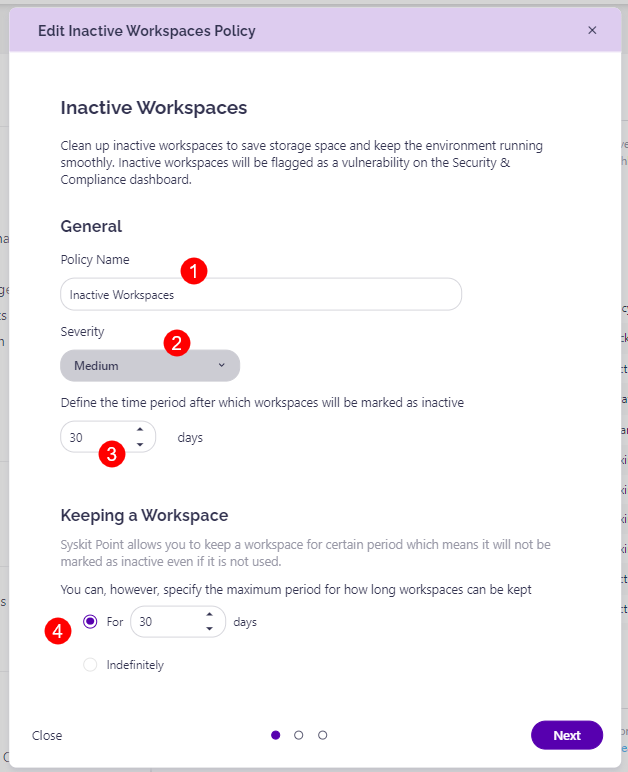 Edit Inactive Workspaces Policy
Inactive Workspaces
Clean up inactive workspaces to save storage space and keep the environment running
smoothly. Inactive workspaces will be flagged as a vulnerability on the Security &
Compliance dashboard.
General
Policy Name
1
Inactive Workspaces
Severity
2
Medium
Define the time period after which workspaces will be marked as inactive
30 days
3
Keeping a Workspace
Syskit Point allows you to keep a workspace for certain period which means it will not be
marked as inactive even if it is not used.
You can, however, specify the maximum period for how long workspaces can be kept
4 For 30 days
Indefinitely
Close
Next